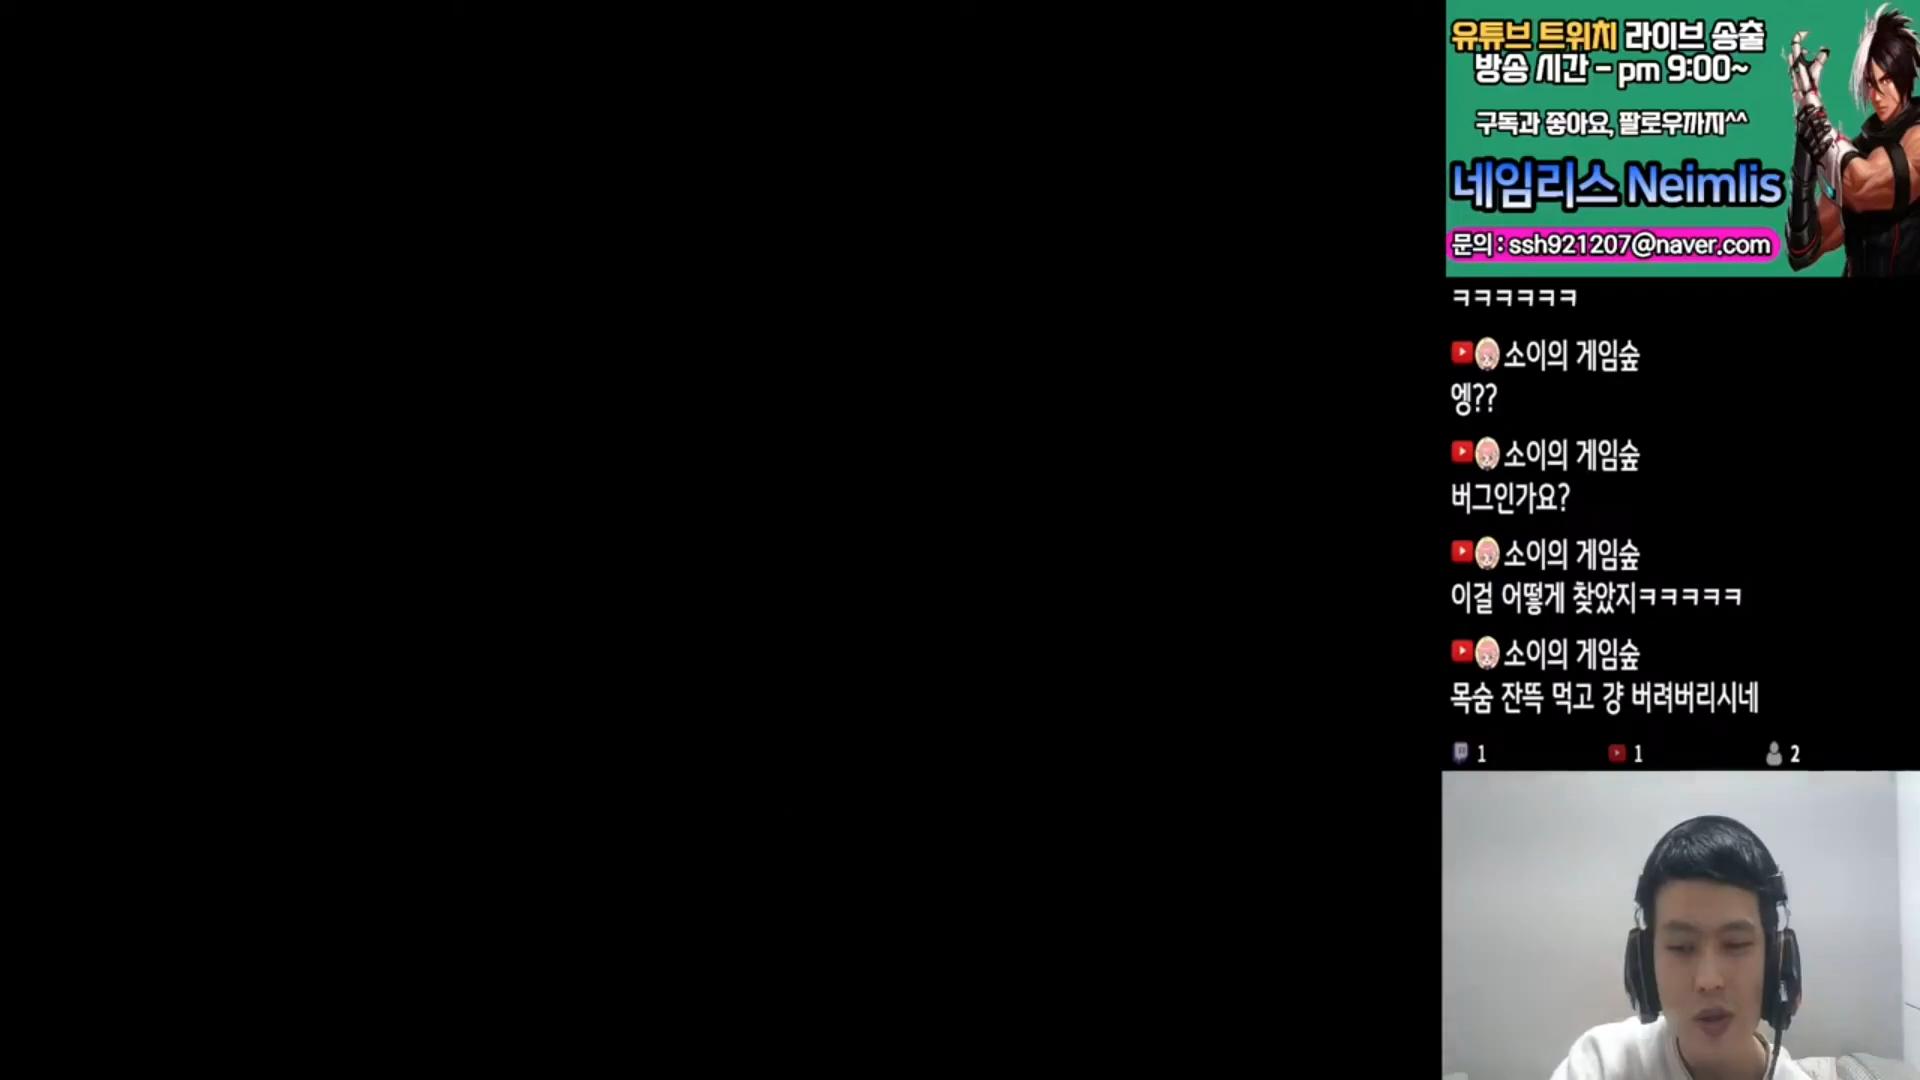 유튜브 트위치 라이브 송출
방송 시간 - pm 9:00~
구독과 좋아요, 팔로우까지^^
네임리스 Neimlis
문의 : ssh921207@naver.com
ㅋㅋㅋㅋㅋㅋ
소이의 게임숲
엥??
소이의 게임숲
버그인가요?
소이의 게임숲
이걸 어떻게 찾았지ㅋㅋㅋㅋㅋ
소이의 게임숲
목숨 잔뜩 먹고 걍 버려버리시네
1 1 2